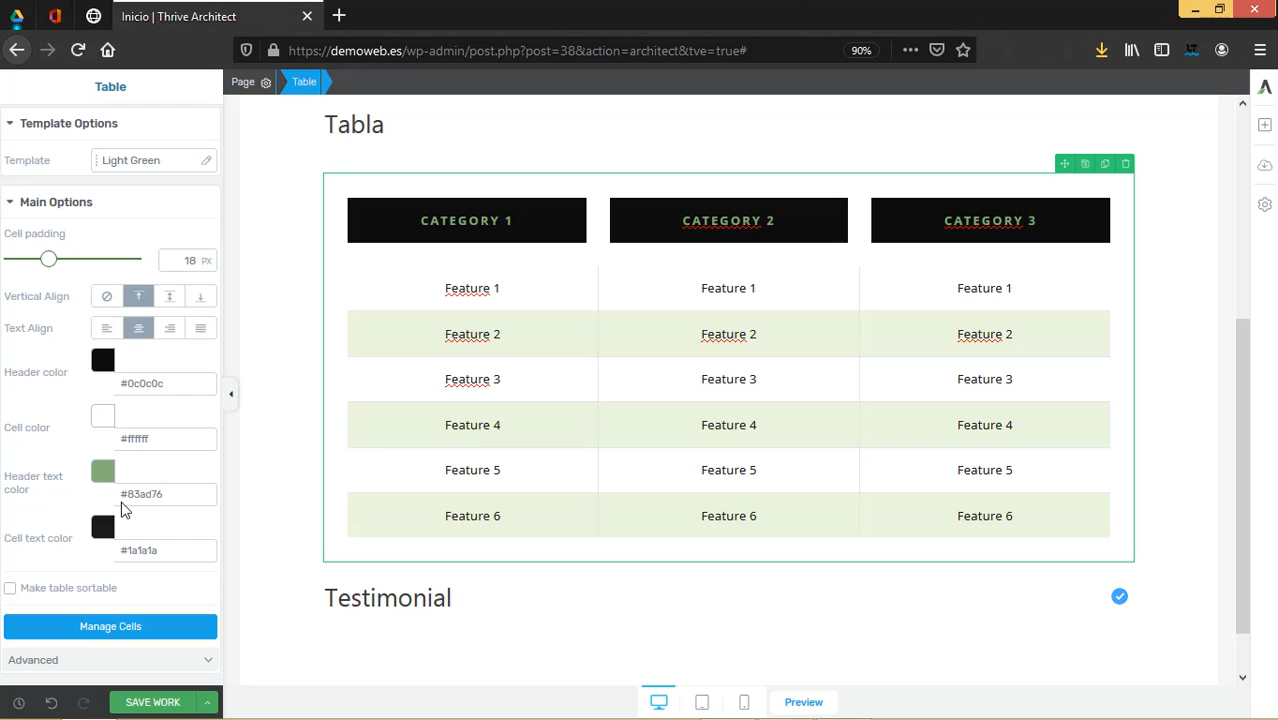 Inicio | Thrive Architect
https://demoweb.es/wp-admin/post.php?post=38&action=architect&tve=true#
90%
Table
Page
Table
Template Options
Template
Light Green
Main Options
Cell padding
18 PX
Vertical Align
Text Align
Header color
#0c0c0c
Cell color
#ffffff
Header text color
#83ad76
Cell text color
#1a1a1a
Make table sortable
Manage Cells
Advanced
SAVE WORK
Tabla
CATEGORY 1 CATEGORY 2 CATEGORY 3
Feature 1 Feature 1 Feature 1
Feature 2 Feature 2 Feature 2
Feature 3 Feature 3 Feature 3
Feature 4 Feature 4 Feature 4
Feature 5 Feature 5 Feature 5
Feature 6 Feature 6 Feature 6
Testimonial
Preview